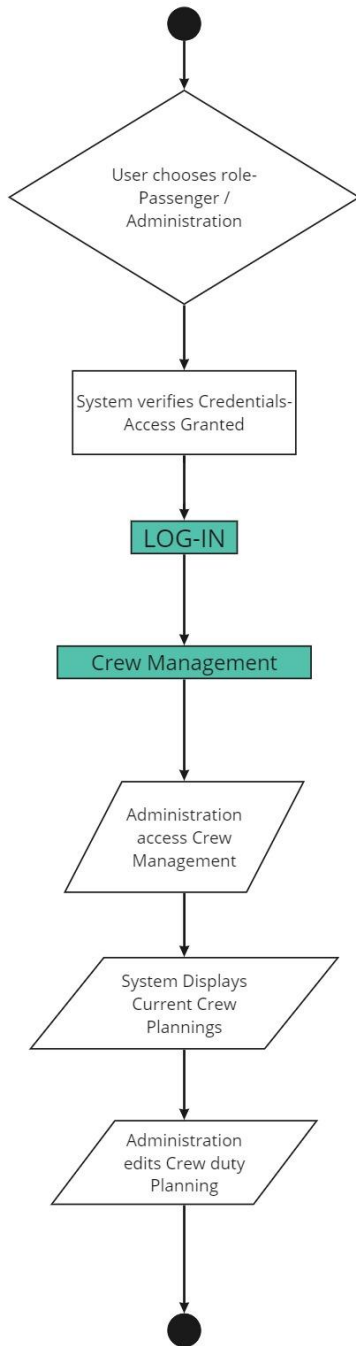 User chooses role-
Passenger /
Administration
System verifies Credentials-
Access Granted
LOG-IN
Crew Management
Administration
access Crew
Management
System Displays
Current Crew
Plannings
Administration
edits Crew duty
Planning